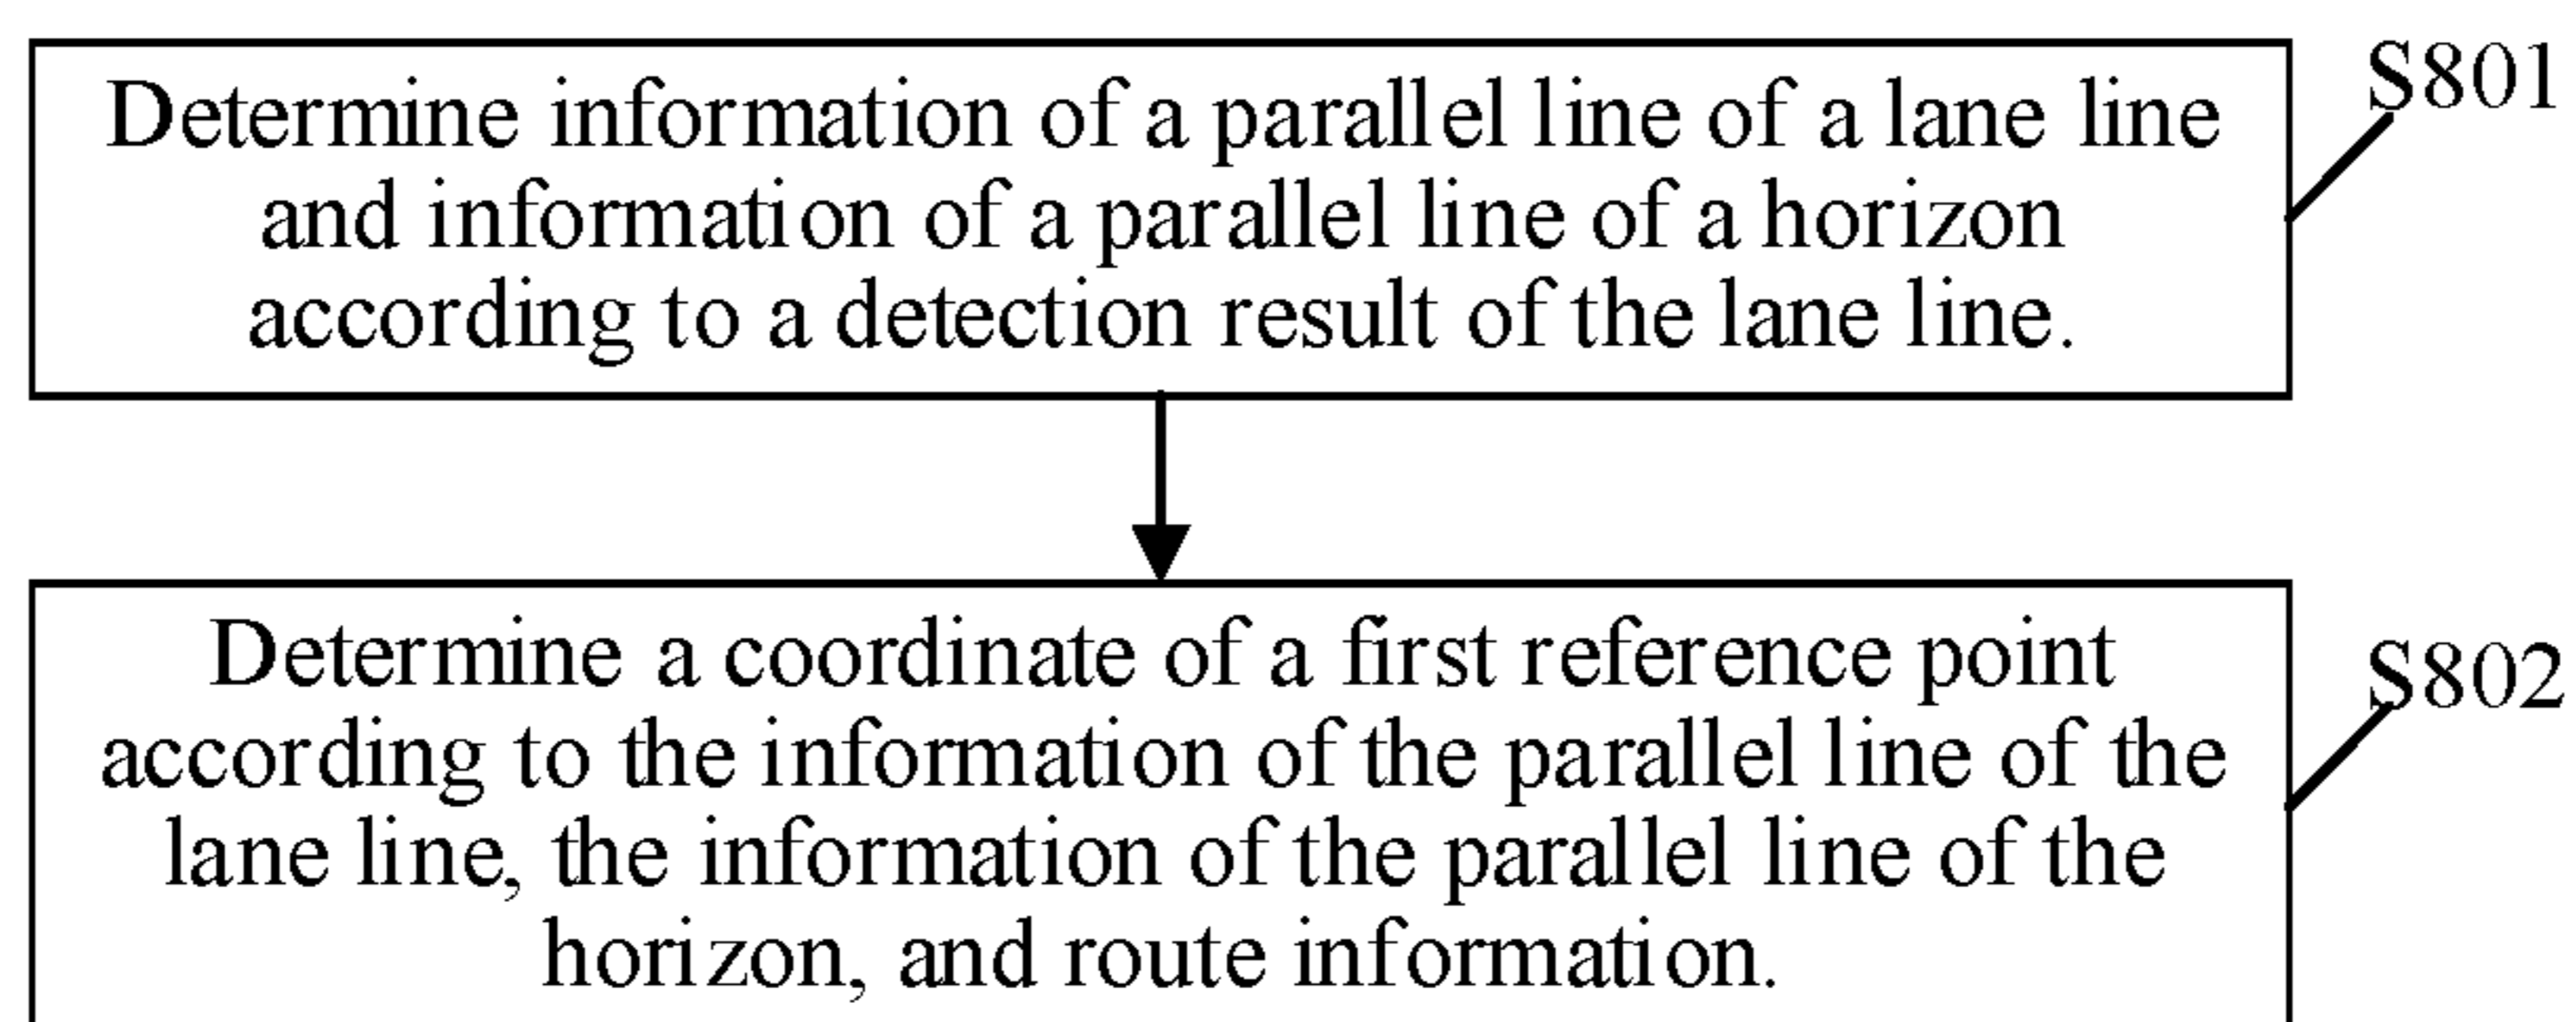 Determine information of a parallel line of a lane line
and information of a parallel line of a horizon
according to a detection result of the lane line.
S801
Determine a coordinate of a first reference point
according to the information of the parallel line of the
lane line, the information of the parallel line of the
horizon, and route information.
S802